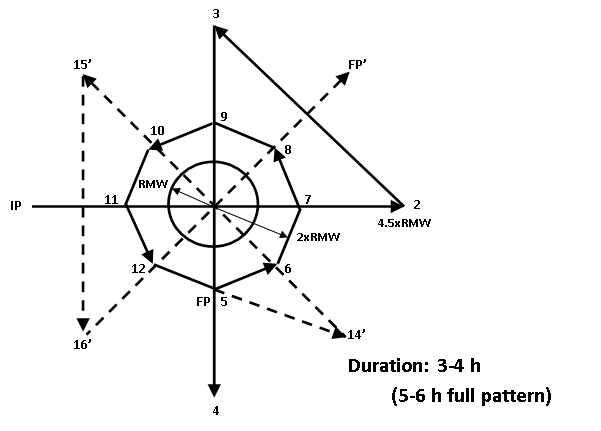 3
15’
FP’
10
9
8
RMW
IP
11
7
2
4.5xRMW
2xRMW
12
6
FP
5
14’
16’
Duration: 3-4 h
(5-6 h full pattern)
4